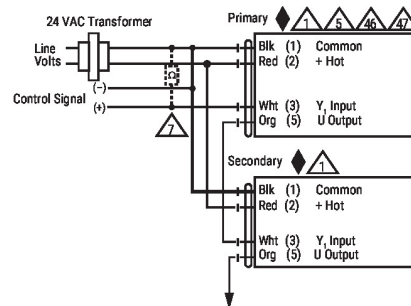 24 VAC Transformer
Primary 1 5 46 47
Line
Volts
Blk (1) Common
Red (2) + Hot
Ω
(−)
Control Signal
(+)
Wht (3) Y1 Input
Org (5) U Output
7
Secondary 1
Blk (1) Common
Red (2) + Hot
Wht (3) Y1 Input
Org (5) U Output